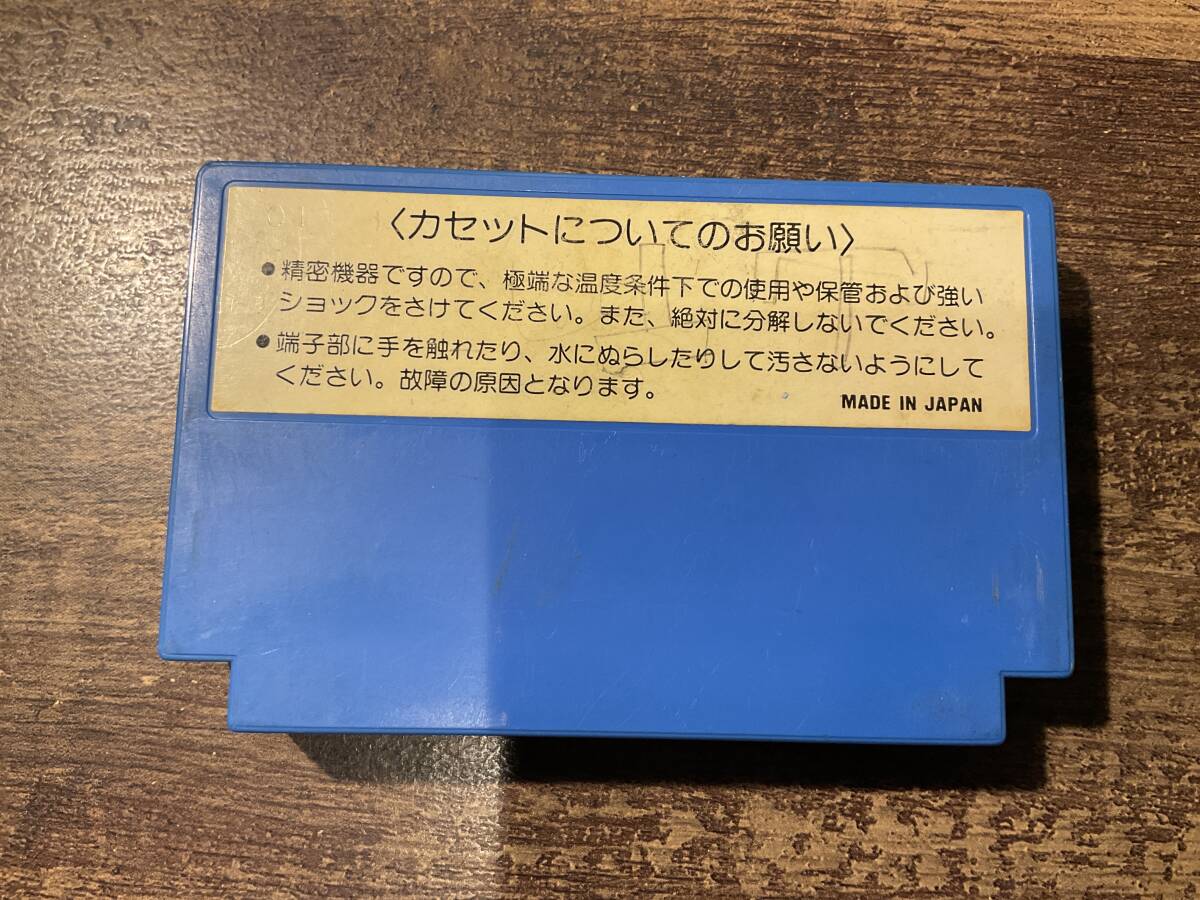 〈カセットについてのお願い〉
●精密機器ですので、極端な温度条件下での使用や保管および強い
ショックをさけてください。また、絶対に分解しないでください。
●端子部に手を触れたり、水にぬらしたりして汚さないようにして
ください。故障の原因となります。
MADE IN JAPAN